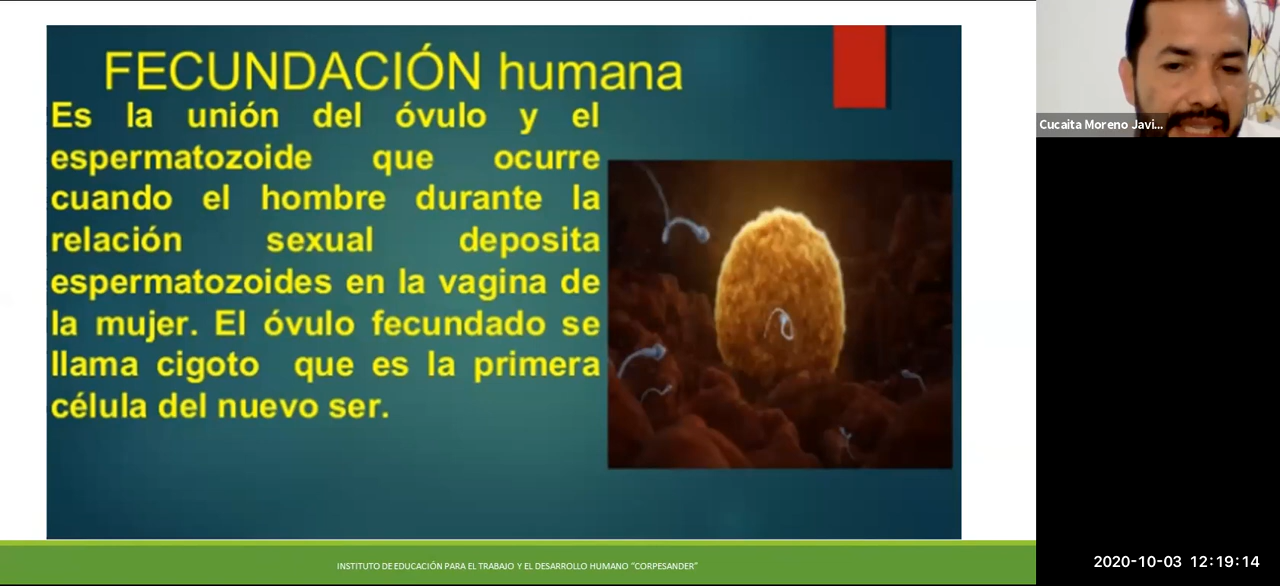 FECUNDACIÓN humana
Es la unión del óvulo y el
espermatozoide que ocurre
cuando el hombre durante la
relación sexual deposita
espermatozoides en la vagina de
la mujer. El óvulo fecundado se
llama cigoto que es la primera
célula del nuevo ser.
INSTITUTO DE EDUCACIÓN PARA EL TRABAJO Y EL DESARROLLO HUMANO “CORPESANDER”
Cucaita Moreno Javi...
2020-10-03 12:19:14